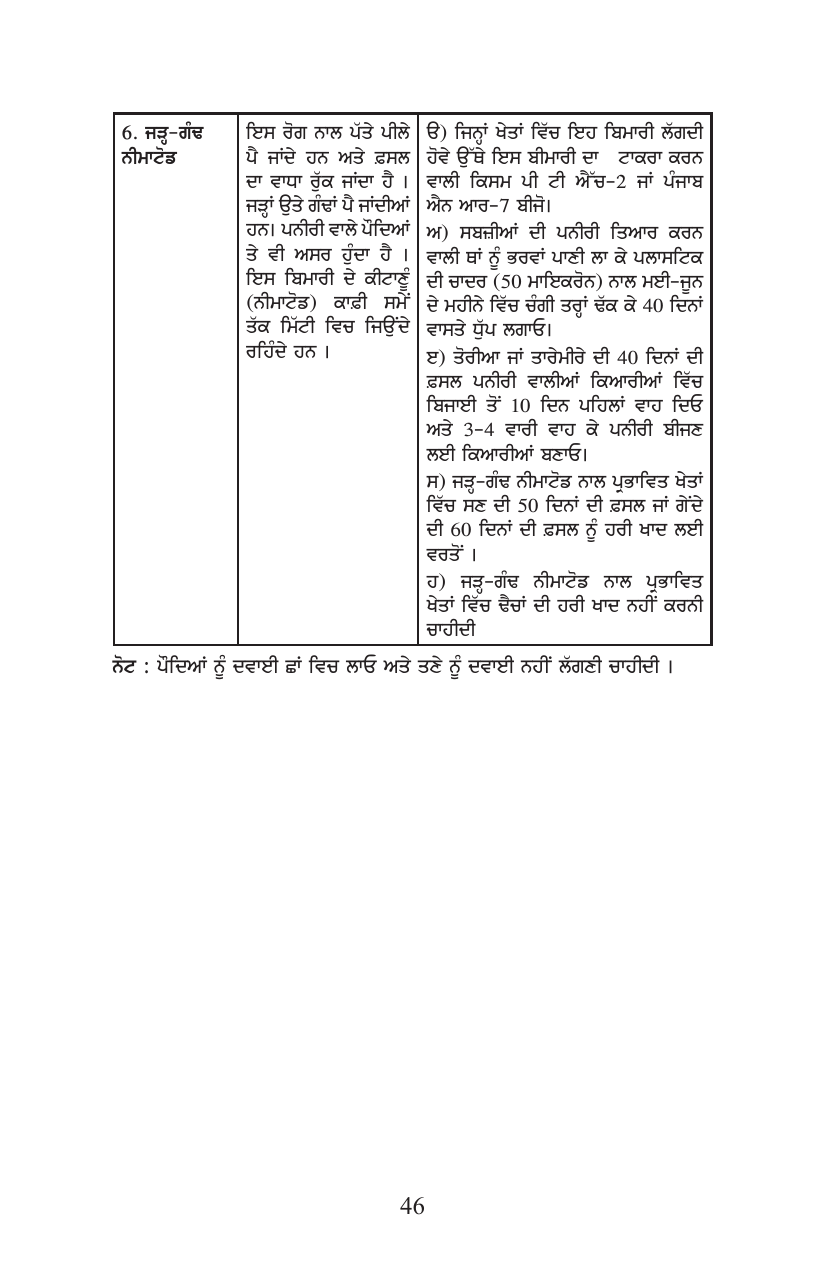 6. ਜੜ੍ਹ-ਗੰਢ
ਨੀਮਾਟੋਡ
ਇਸ ਰੋਗ ਨਾਲ ਪੱਤੇ ਪੀਲੇ
ਪੈ ਜਾਂਦੇ ਹਨ ਅਤੇ ਫ਼ਸਲ
ਦਾ ਵਾਧਾ ਰੁੱਕ ਜਾਂਦਾ ਹੈ ।
ਜੜ੍ਹਾਂ ਉਤੇ ਗੰਢਾਂ ਪੈ ਜਾਂਦੀਆਂ
ਹਨ। ਪਨੀਰੀ ਵਾਲੇ ਪੌਦਿਆਂ
ਤੇ ਵੀ ਅਸਰ ਹੁੰਦਾ ਹੈ ।
ਇਸ ਬਿਮਾਰੀ ਦੇ ਕੀਟਾਣੂੰ
(ਨੀਮਾਟੋਡ) ਕਾਫ਼ੀ ਸਮੇਂ
ਤੱਕ ਮਿੱਟੀ ਵਿਚ ਜਿਉਂਦੇ
ਰਹਿੰਦੇ ਹਨ ।
ੳ) ਜਿਨ੍ਹਾਂ ਖੇਤਾਂ ਵਿੱਚ ਇਹ ਬਿਮਾਰੀ ਲੱਗਦੀ
ਹੋਵੇ ਉੱਥੇ ਇਸ ਬੀਮਾਰੀ ਦਾ ਟਾਕਰਾ ਕਰਨ
ਵਾਲੀ ਕਿਸਮ ਪੀ ਟੀ ਐੱਚ-2 ਜਾਂ ਪੰਜਾਬ
ਐਨ ਆਰ-7 ਬੀਜੋ।
ਅ) ਸਬਜ਼ੀਆਂ ਦੀ ਪਨੀਰੀ ਤਿਆਰ ਕਰਨ
ਵਾਲੀ ਥਾਂ ਨੂੰ ਭਰਵਾਂ ਪਾਣੀ ਲਾ ਕੇ ਪਲਾਸਟਿਕ
ਦੀ ਚਾਦਰ (50 ਮਾਇਕਰੋਨ) ਨਾਲ ਮਈ-ਜੂਨ
ਦੇ ਮਹੀਨੇ ਵਿੱਚ ਚੰਗੀ ਤਰ੍ਹਾਂ ਢੱਕ ਕੇ 40 ਦਿਨਾਂ
ਵਾਸਤੇ ਧੁੱਪ ਲਗਾਓ।
ੲ) ਤੋਰੀਆ ਜਾਂ ਤਾਰੇਮੀਰੇ ਦੀ 40 ਦਿਨਾਂ ਦੀ
ਫ਼ਸਲ ਪਨੀਰੀ ਵਾਲੀਆਂ ਕਿਆਰੀਆਂ ਵਿੱਚ
ਬਿਜਾਈ ਤੋਂ 10 ਦਿਨ ਪਹਿਲਾਂ ਵਾਹ ਦਿਓ
ਅਤੇ 3-4 ਵਾਰੀ ਵਾਹ ਕੇ ਪਨੀਰੀ ਬੀਜਣ
ਲਈ ਕਿਆਰੀਆਂ ਬਣਾਓ।
ਸ) ਜੜ੍ਹ-ਗੰਢ ਨੀਮਾਟੋਡ ਨਾਲ ਪ੍ਰਭਾਵਿਤ ਖੇਤਾਂ
ਵਿੱਚ ਸਣ ਦੀ 50 ਦਿਨਾਂ ਦੀ ਫ਼ਸਲ ਜਾਂ ਗੇਂਦੇ
ਦੀ 60 ਦਿਨਾਂ ਦੀ ਫ਼ਸਲ ਨੂੰ ਹਰੀ ਖਾਦ ਲਈ
ਵਰਤੋਂ ।
ਹ) ਜੜ੍ਹ-ਗੰਢ ਨੀਮਾਟੋਡ ਨਾਲ ਪ੍ਰਭਾਵਿਤ
ਖੇਤਾਂ ਵਿੱਚ ਢੈਚਾਂ ਦੀ ਹਰੀ ਖਾਦ ਨਹੀਂ ਕਰਨੀ
ਚਾਹੀਦੀ
ਨੋਟ : ਪੌਦਿਆਂ ਨੂੰ ਦਵਾਈ ਛਾਂ ਵਿਚ ਲਾਓ ਅਤੇ ਤਣੇ ਨੂੰ ਦਵਾਈ ਨਹੀਂ ਲੱਗਣੀ ਚਾਹੀਦੀ ।
46